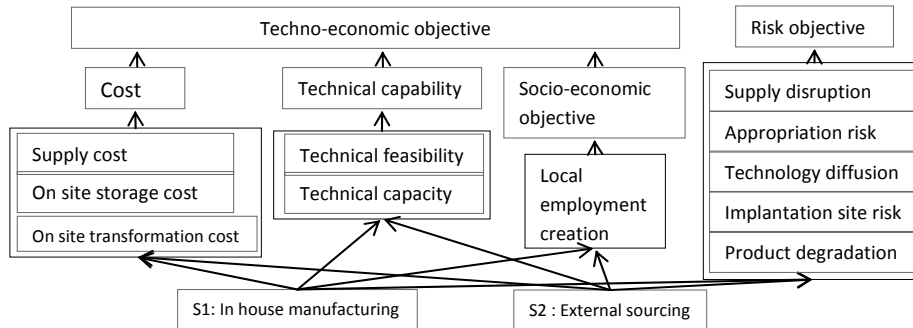 Techno-economic objective
Risk objective
Cost
Technical capability
Socio-economic
objective
Supply cost
On site storage cost
On site transformation cost
Technical feasibility
Technical capacity
Local
employment
creation
Supply disruption
Appropriation risk
Technology diffusion
Implantation site risk
Product degradation
S1: In house manufacturing
S2 : External sourcing